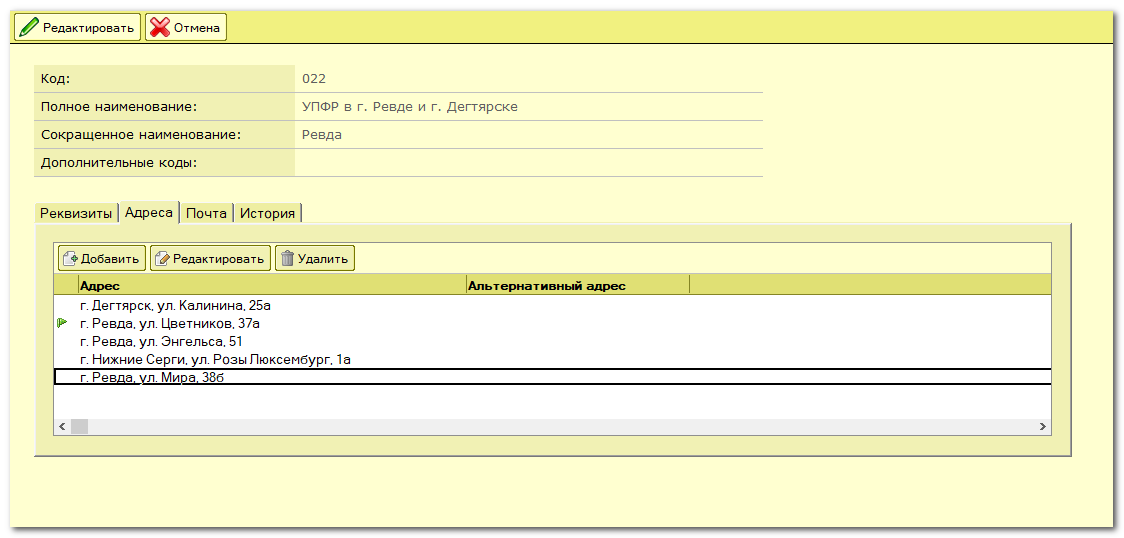 Редактировать Отмена
Код: 022
Полное наименование: УПФР в г. Ревде и г. Дегтярске
Сокращенное наименование: Ревда
Дополнительные коды:
Реквизиты Адреса Почта История
Добавить Редактировать Удалить
Адрес Альтернативный адрес
г. Дегтярск, ул. Калинина, 25а
г. Ревда, ул. Цветников, 37а
г. Ревда, ул. Энгельса, 51
г. Нижние Серги, ул. Розы Люксембург, 1а
г. Ревда, ул. Мира, 38б